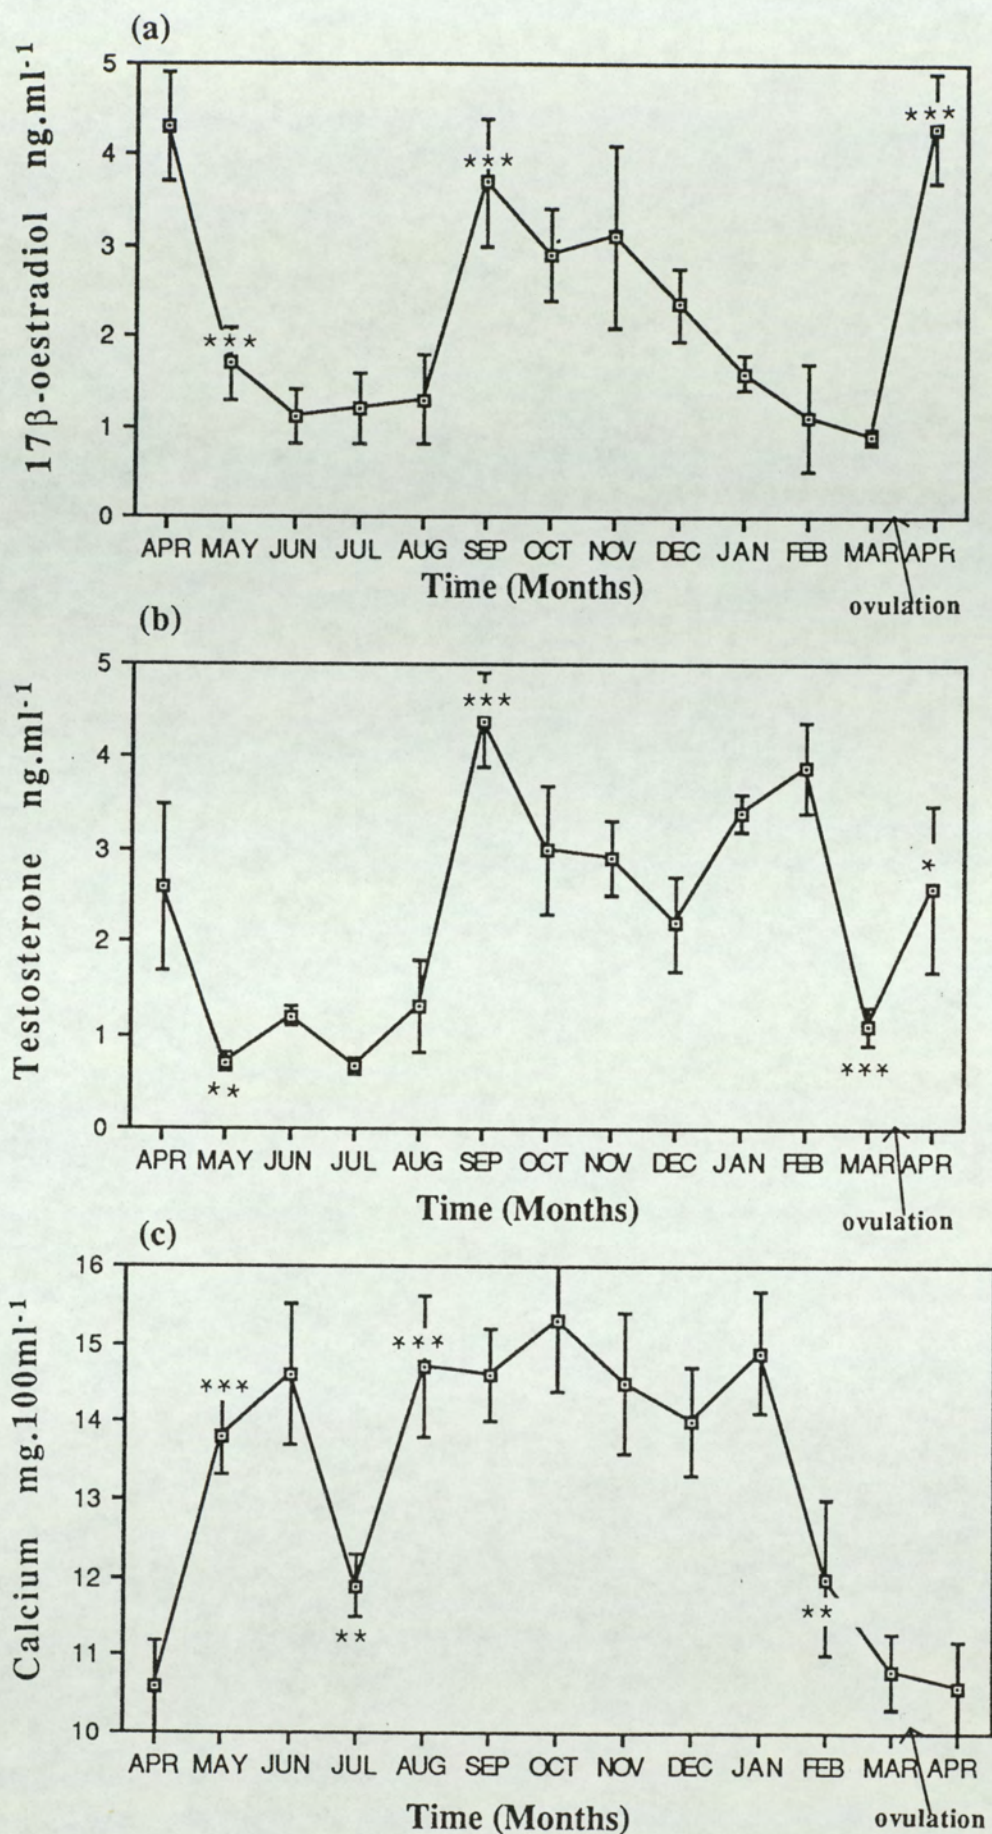 (a)
17β-oestradiol ng.ml-1
5
4
3
2
1
0
***
***
***
APR MAY JUN JUL AUG SEP OCT NOV DEC JAN FEB MAR APR
Time (Months)
ovulation
(b)
Testosterone ng.ml-1
5
4
3
2
1
0
**
***
***
*
APR MAY JUN JUL AUG SEP OCT NOV DEC JAN FEB MAR APR
Time (Months)
ovulation
(c)
Calcium mg.100ml-1
16
15
14
13
12
11
10
***
**
***
**
APR MAY JUN JUL AUG SEP OCT NOV DEC JAN FEB MAR APR
Time (Months)
ovulation